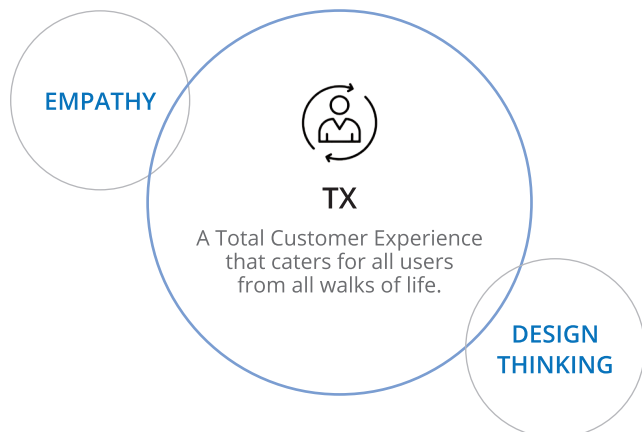 EMPATHY
TX
A Total Customer Experience
that caters for all users
from all walks of life.
DESIGN
THINKING